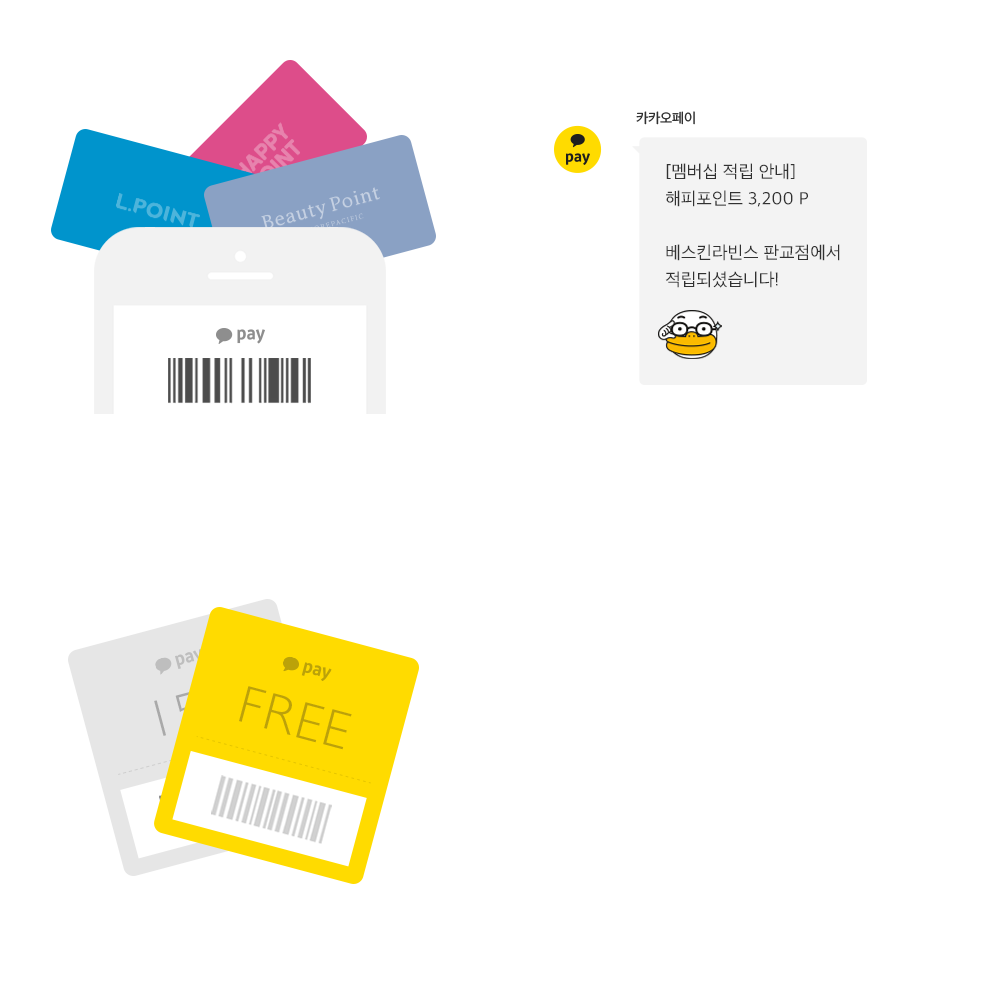 HAPPY
POINT
L.POINT
Beauty Point
pay
카카오페이
pay
[멤버십 적립 안내]
해피포인트 3,200 P
베스킨라빈스 판교점에서
적립되셨습니다!
pay
pay
FREE